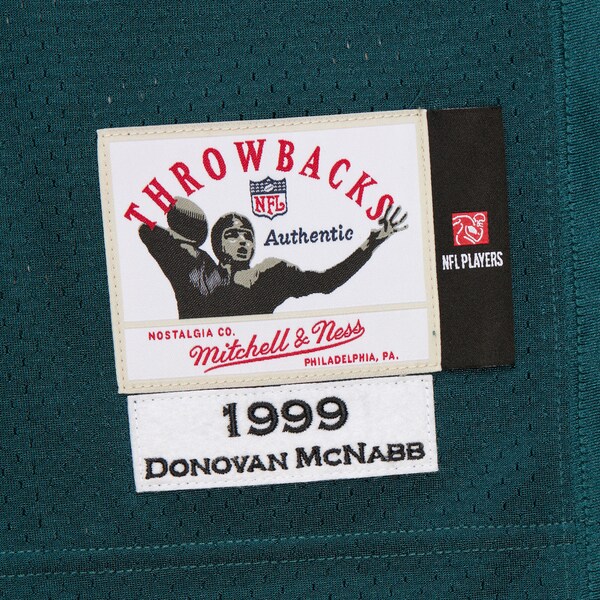 THROWBACKS
NFL
Authentic
NFL PLAYERS
NOSTALGIA CO.
Mitchell & Ness
PHILADELPHIA, PA.
1999
DONOVAN MCNABB